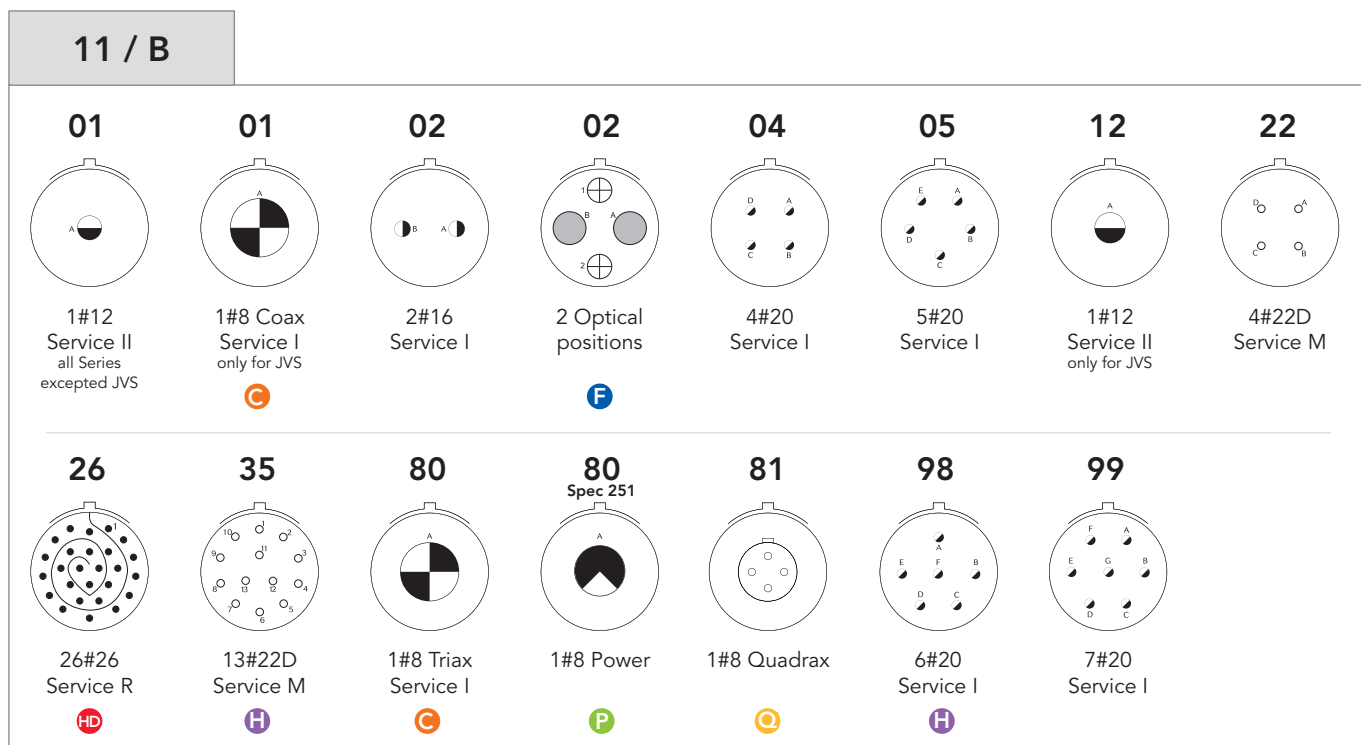 11 / B
01 01 02 02 04 05 12 22
A
A
B A
1 B A 2
D A C B
E A D B C
A
D A C B
1#12 1#8 Coax 2#16 2 Optical 4#20 5#20 1#12 4#22D
Service II Service I Service I positions Service I Service I Service II Service M
all Series only for JVS only for JVS
excepted JVS
C F
26 35 80 80 81 98 99
Spec 251
1
10 1 2 9 11 3 8 13 12 4 7 6 5
A
A
A E F B D C
F A E G B D C
26#26 13#22D 1#8 Triax 1#8 Power 1#8 Quadrax 6#20 7#20
Service R Service M Service I Service I Service I
HD H C P Q H